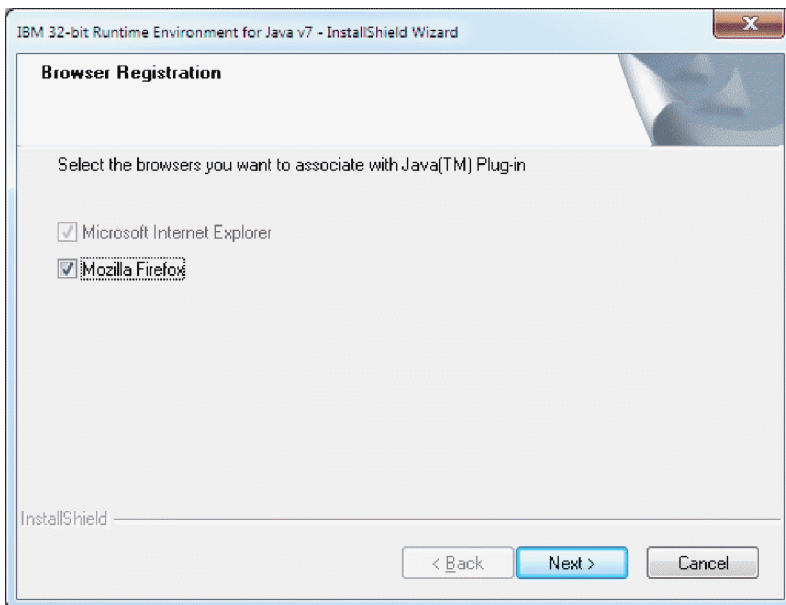 IBM 32-bit Runtime Environment for Java v7 - InstallShield Wizard
Browser Registration
Select the browsers you want to associate with Java(TM) Plug-in
Microsoft Internet Explorer
Mozilla Firefox
InstallShield
< Back
Next >
Cancel